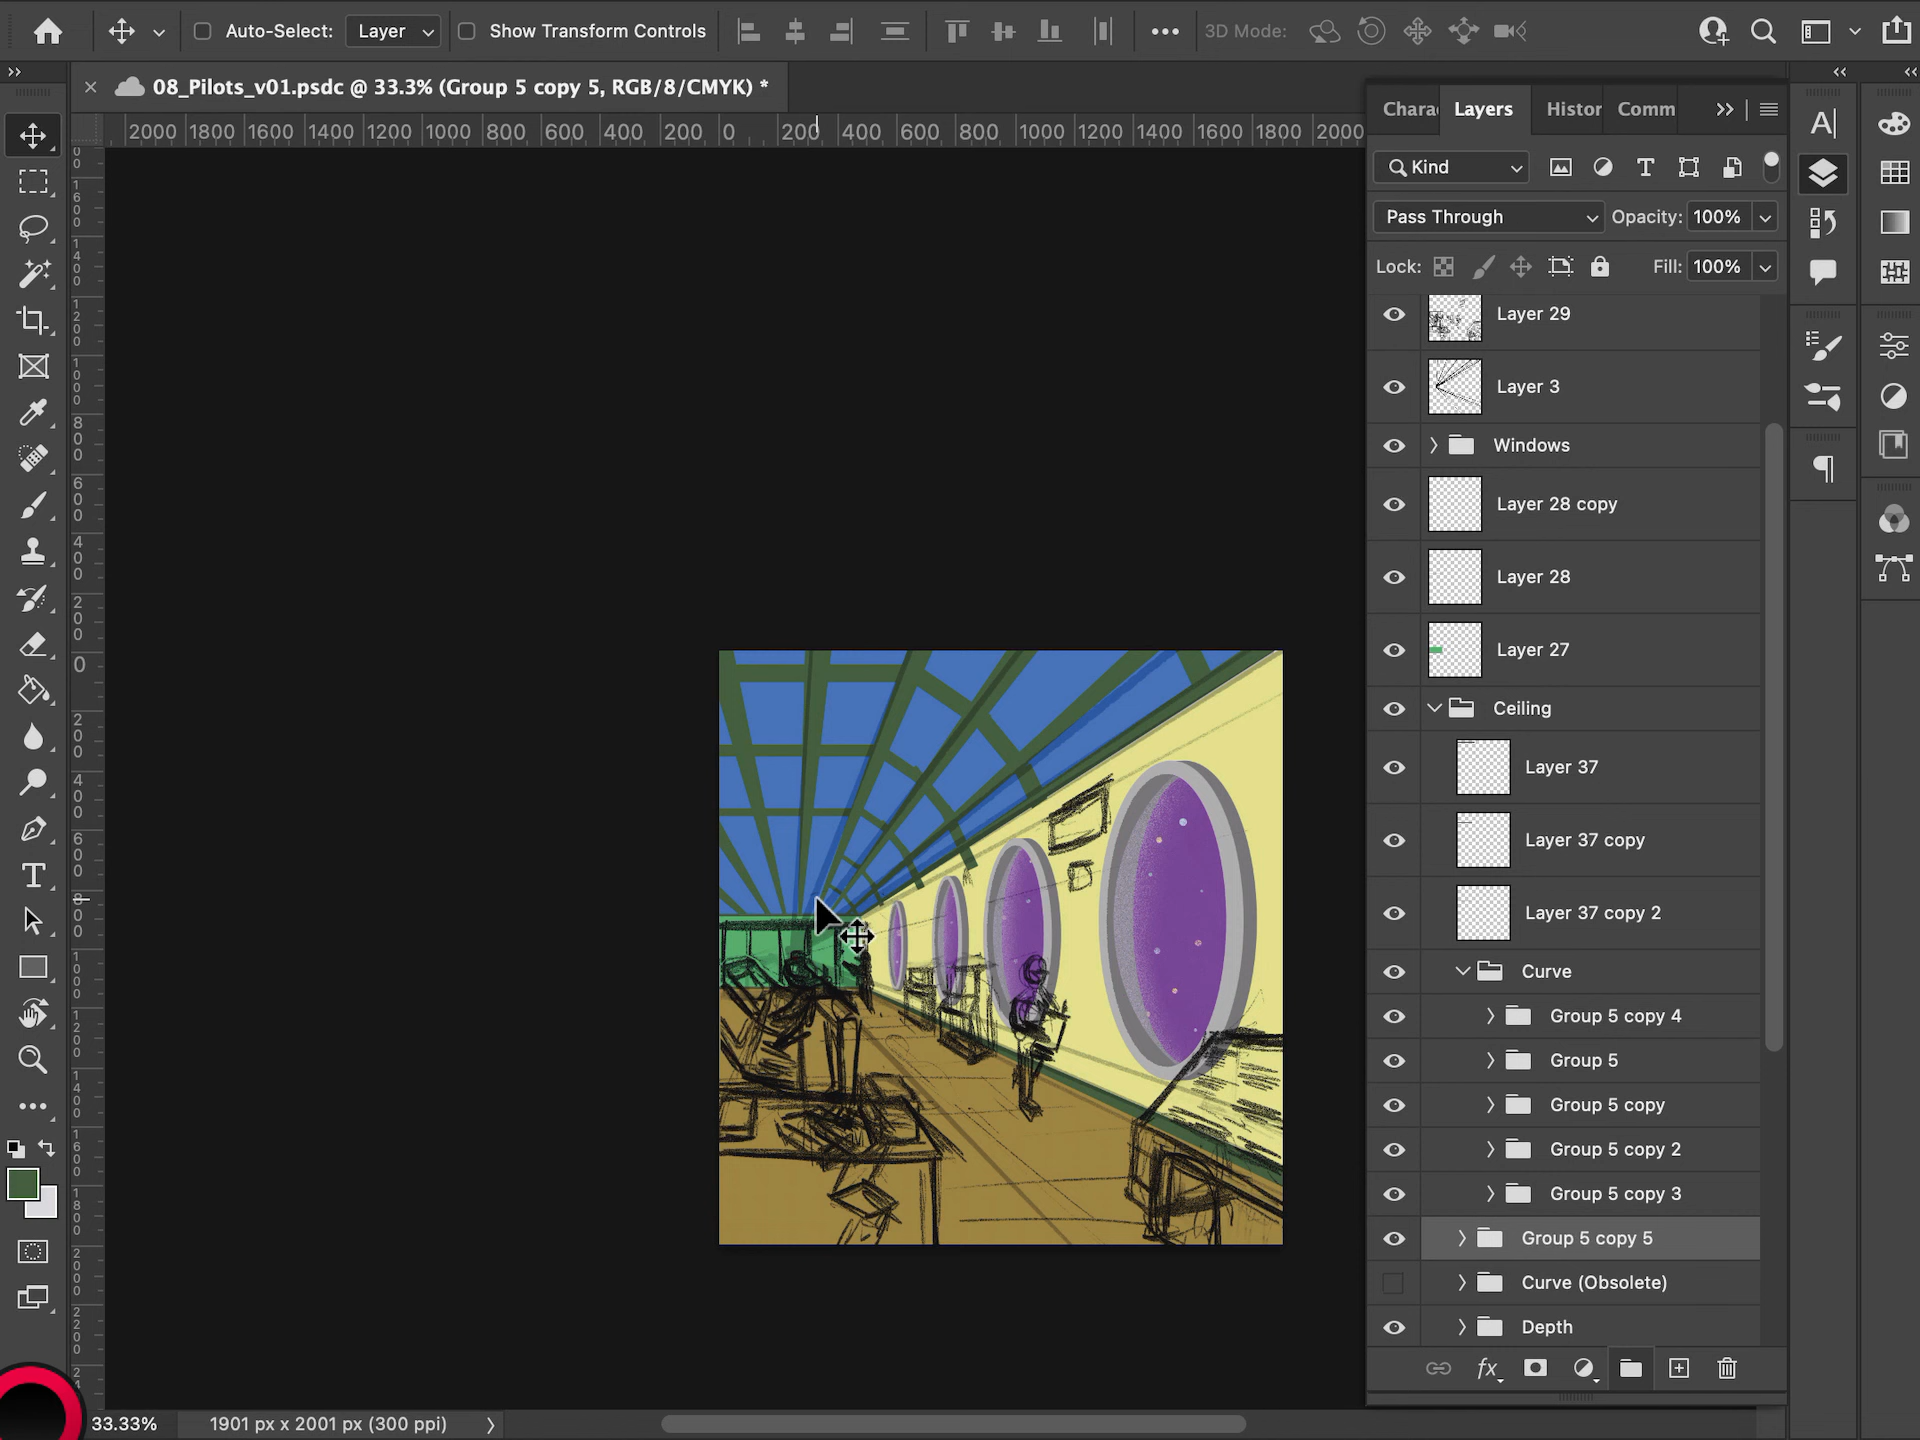 Auto-Select: Layer Show Transform Controls 3D Mode:
08_Pilots_v01.psdc @ 33.3% (Group 5 copy 5, RGB/8/CMYK) *
2000 1800 1600 1400 1200 1000 800 600 400 200 0 200 400 600 800 1000 1200 1400 1600 1800 2000
Layers Histor Comm
Kind
Pass Through Opacity: 100%
Lock: Fill: 100%
Layer 29
Layer 3
Windows
Layer 28 copy
Layer 28
Layer 27
Ceiling
Layer 37
Layer 37 copy
Layer 37 copy 2
Curve
Group 5 copy 4
Group 5
Group 5 copy
Group 5 copy 2
Group 5 copy 3
Group 5 copy 5
Curve (Obsolete)
Depth
fx
33.33% 1901 px x 2001 px (300 ppi)